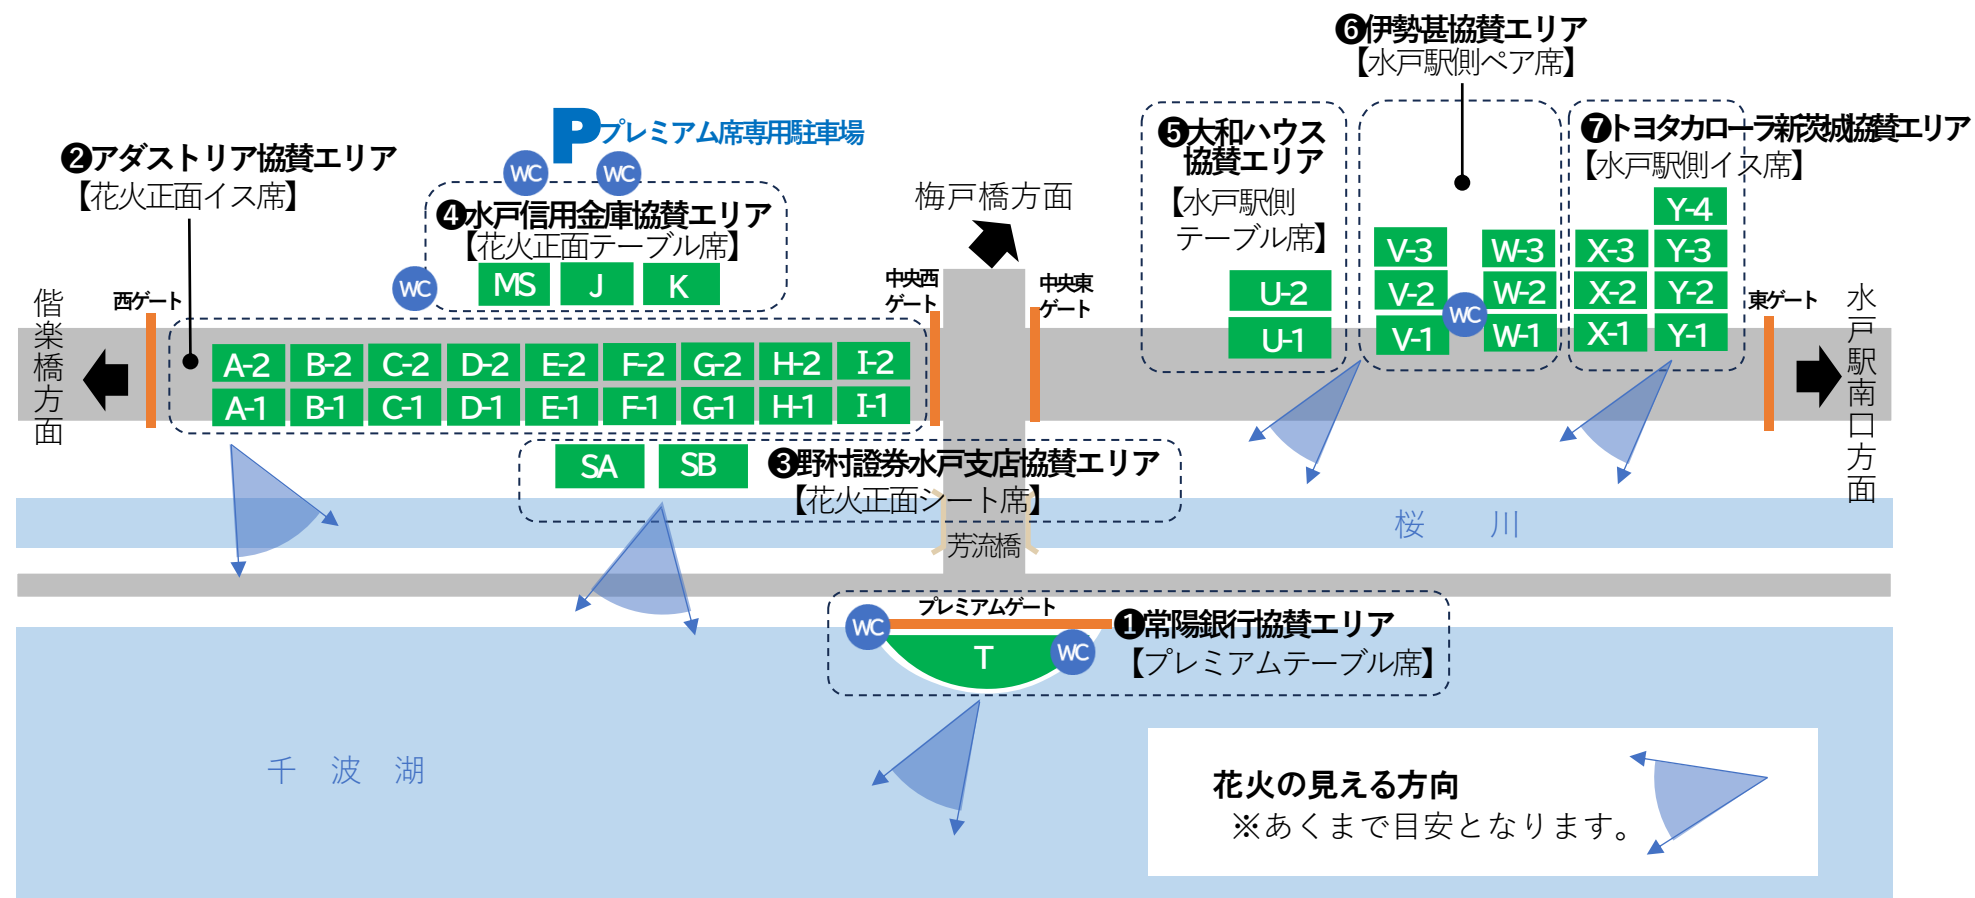 ❻伊勢甚協賛エリア
【水戸駅側ペア席】
❺大和ハウス
協賛エリア
【水戸駅側
テーブル席】
❼トヨタカローラ新茨城協賛エリア
【水戸駅側イス席】
P プレミアム席専用駐車場
WC WC
❷アダストリア協賛エリア
【花火正面イス席】
❹水戸信用金庫協賛エリア
【花火正面テーブル席】
MS J K
WC
梅戸橋方面
中央西
ゲート
中央東
ゲート
西ゲート
東ゲート
偕楽橋方面
水戸駅南口方面
Y-4
V-3 W-3 X-3 Y-3
U-2 V-2 W-2 X-2 Y-2
WC
U-1 V-1 W-1 X-1 Y-1
A-2 B-2 C-2 D-2 E-2 F-2 G-2 H-2 I-2
A-1 B-1 C-1 D-1 E-1 F-1 G-1 H-1 I-1
SA SB
❸野村證券水戸支店協賛エリア
【花火正面シート席】
桜 川
芳流橋
プレミアムゲート
WC T WC
❶常陽銀行協賛エリア
【プレミアムテーブル席】
千 波 湖
花火の見える方向
※あくまで目安となります。